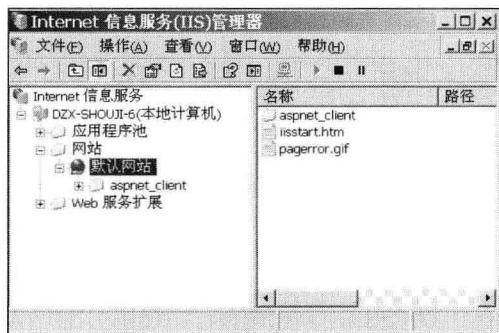 Internet 信息服务(IIS)管理器
文件(F) 操作(A) 查看(V) 窗口(W) 帮助(H)
Internet 信息服务
DZX-SHOUJI-6(本地计算机)
应用程序池
网站
默认网站
aspnet_client
Web 服务扩展
名称 路径
aspnet_client
iisstart.htm
pagerror.gif